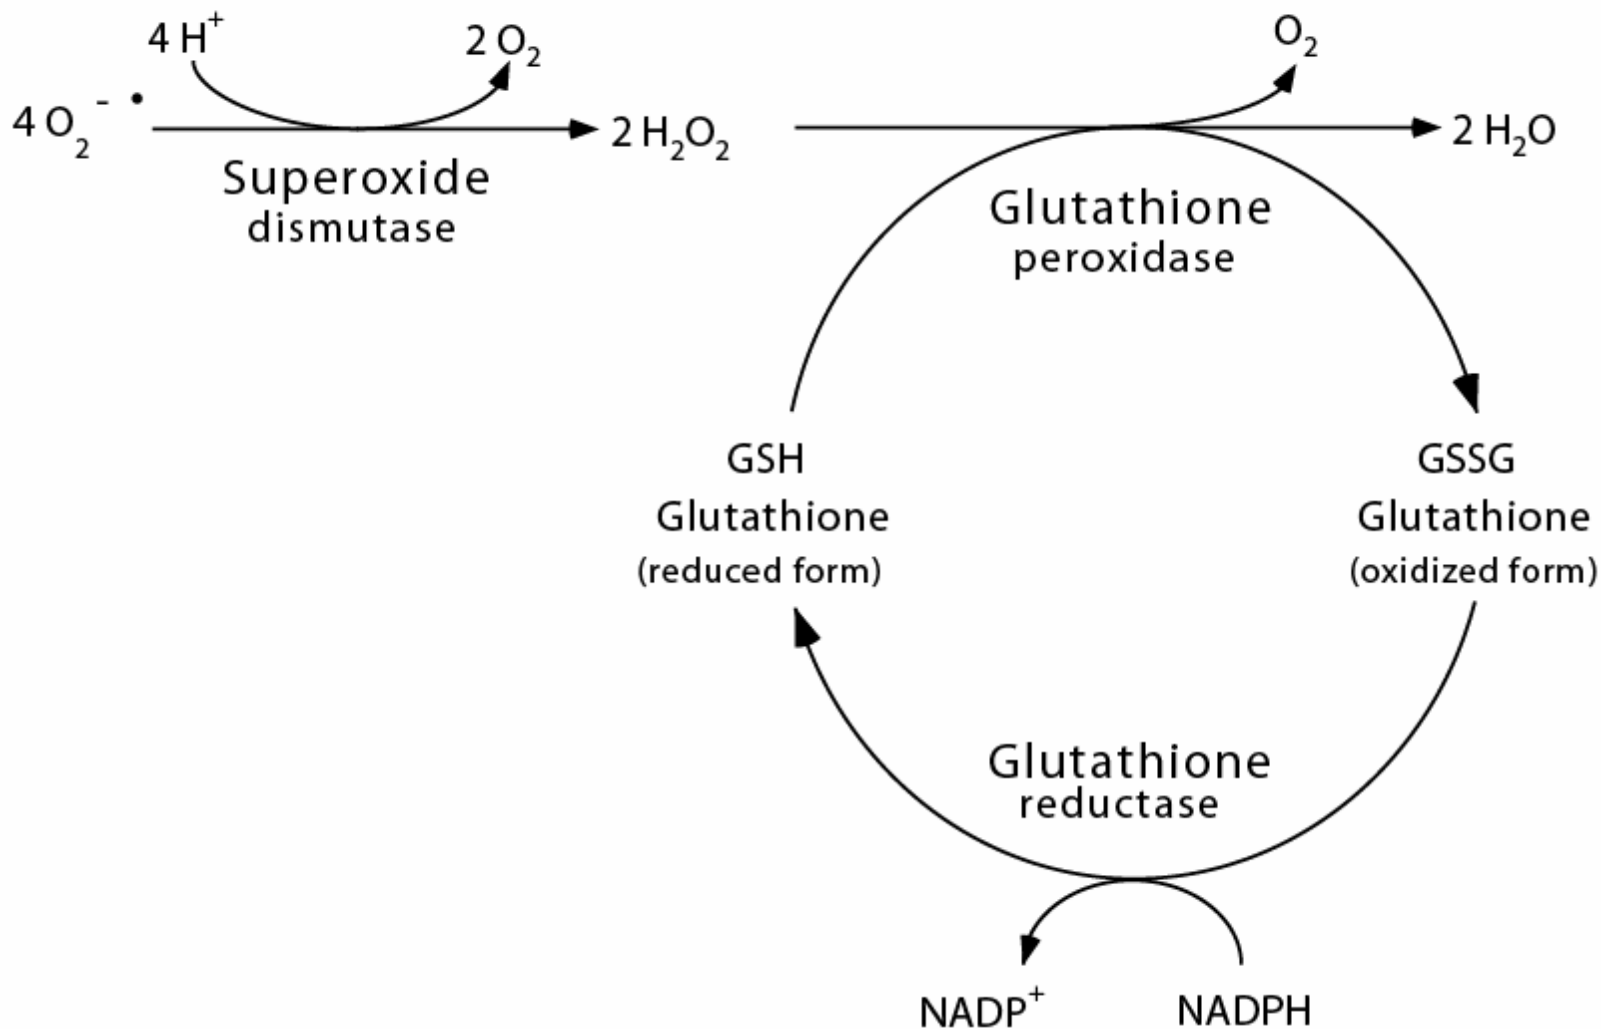 4 H⁺
2 O₂
O₂
4 O₂⁻ •
2 H₂O₂
2 H₂O
Superoxide
dismutase
Glutathione
peroxidase
GSH
Glutathione
(reduced form)
GSSG
Glutathione
(oxidized form)
Glutathione
reductase
NADP⁺
NADPH